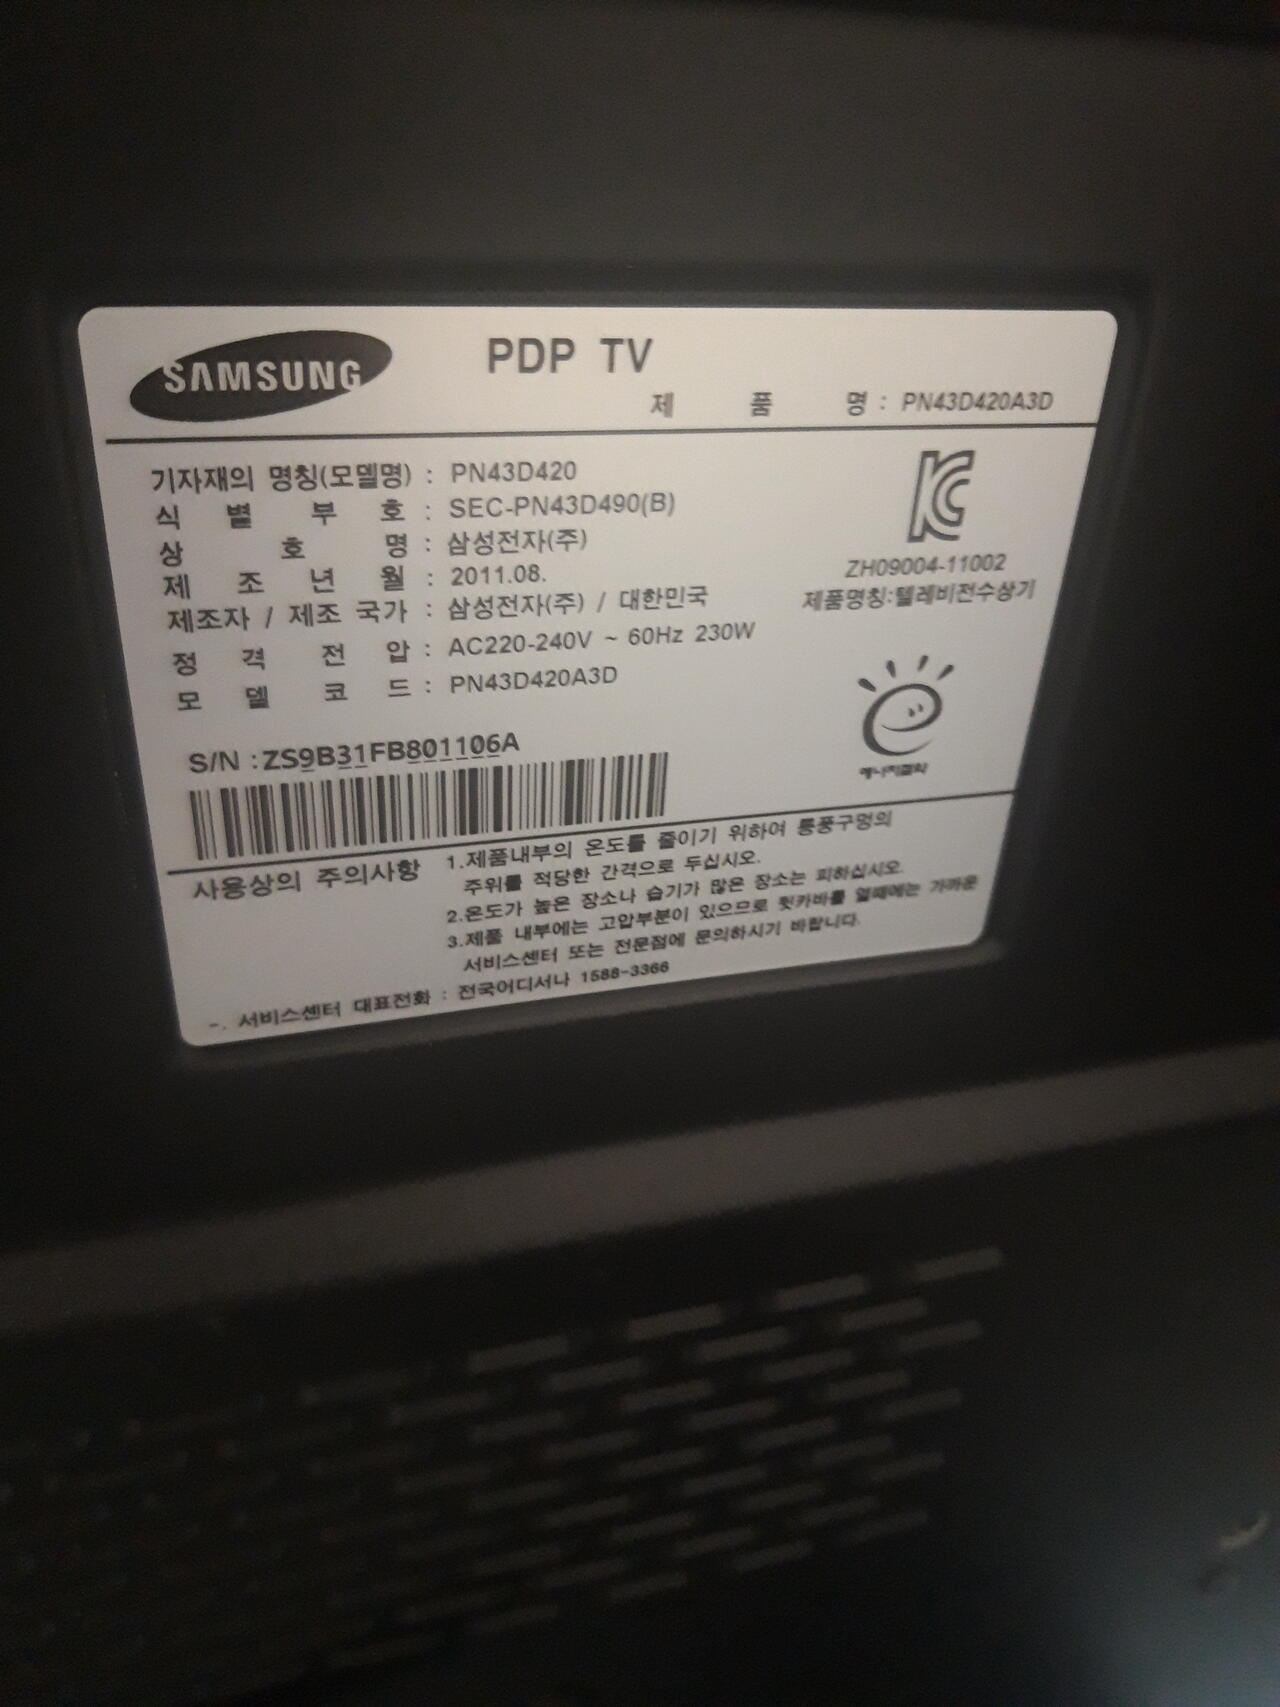 SAMSUNG
PDP TV
제 품 명 : PN43D420A3D
기자재의 명칭(모델명) : PN43D420
식 별 부 호 : SEC-PN43D490(B)
상 호 명 : 삼성전자(주)
제 조 년 월 : 2011.08.
제조자 / 제조 국가 : 삼성전자(주) / 대한민국
정 격 전 압 : AC220-240V ~ 60Hz 230W
모 델 코 드 : PN43D420A3D
ZH09004-11002
제품명칭:텔레비전수상기
에너지절약
S/N : ZS9B31FB801106A
사용상의 주의사항
1.제품내부의 온도를 줄이기 위하여 통풍구멍의
주위를 적당한 간격으로 두십시오.
2.온도가 높은 장소나 습기가 많은 장소는 피하십시오.
3.제품 내부에는 고압부분이 있으므로 뒷카바를 열때에는 가까운
서비스센터 또는 전문점에 문의하시기 바랍니다.
-. 서비스센터 대표전화 : 전국어디서나 1588-3366